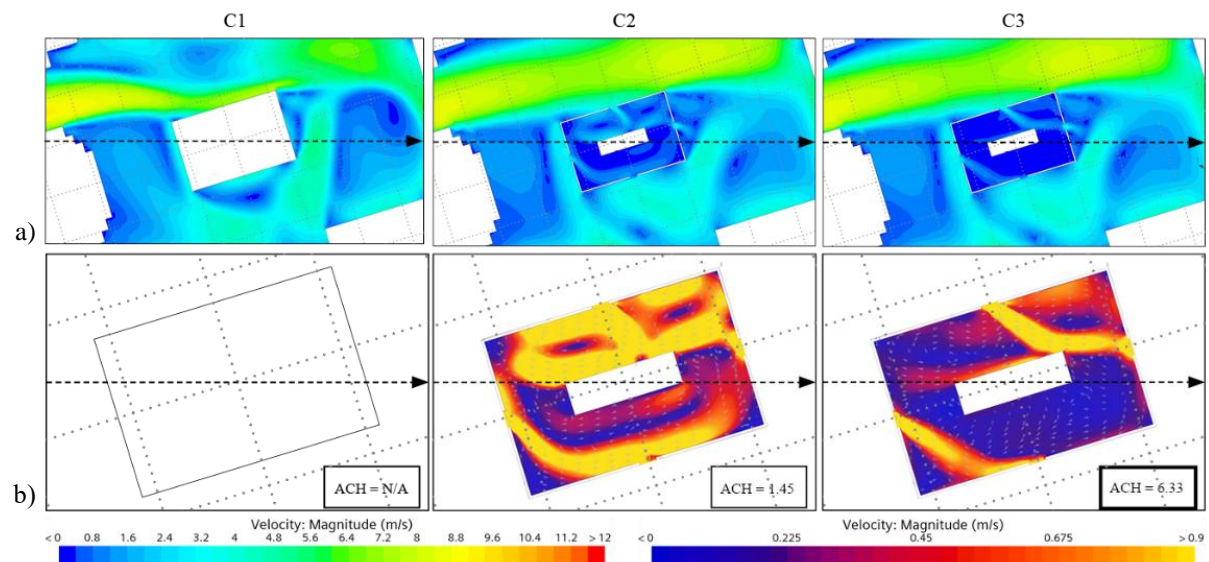 C1 C2 C3
a)
b)
ACH = N/A ACH = 1.45 ACH = 6.33
Velocity: Magnitude (m/s) Velocity: Magnitude (m/s)
< 0 0.8 1.6 2.4 3.2 4 4.8 5.6 6.4 7.2 8 8.8 9.6 10.4 11.2 > 12 < 0 0.225 0.45 0.675 > 0.9